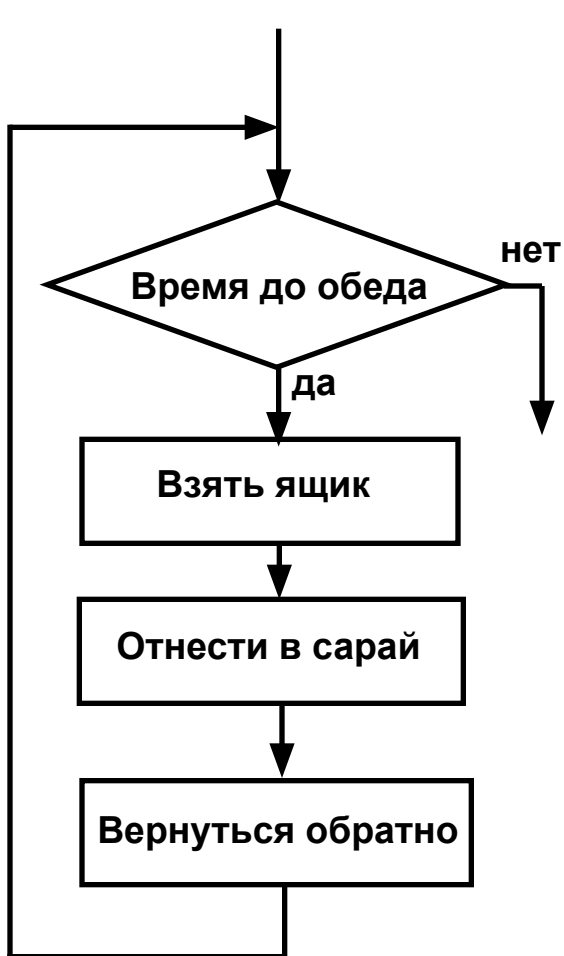 нет
Время до обеда
да
Взять ящик
Отнести в сарай
Вернуться обратно